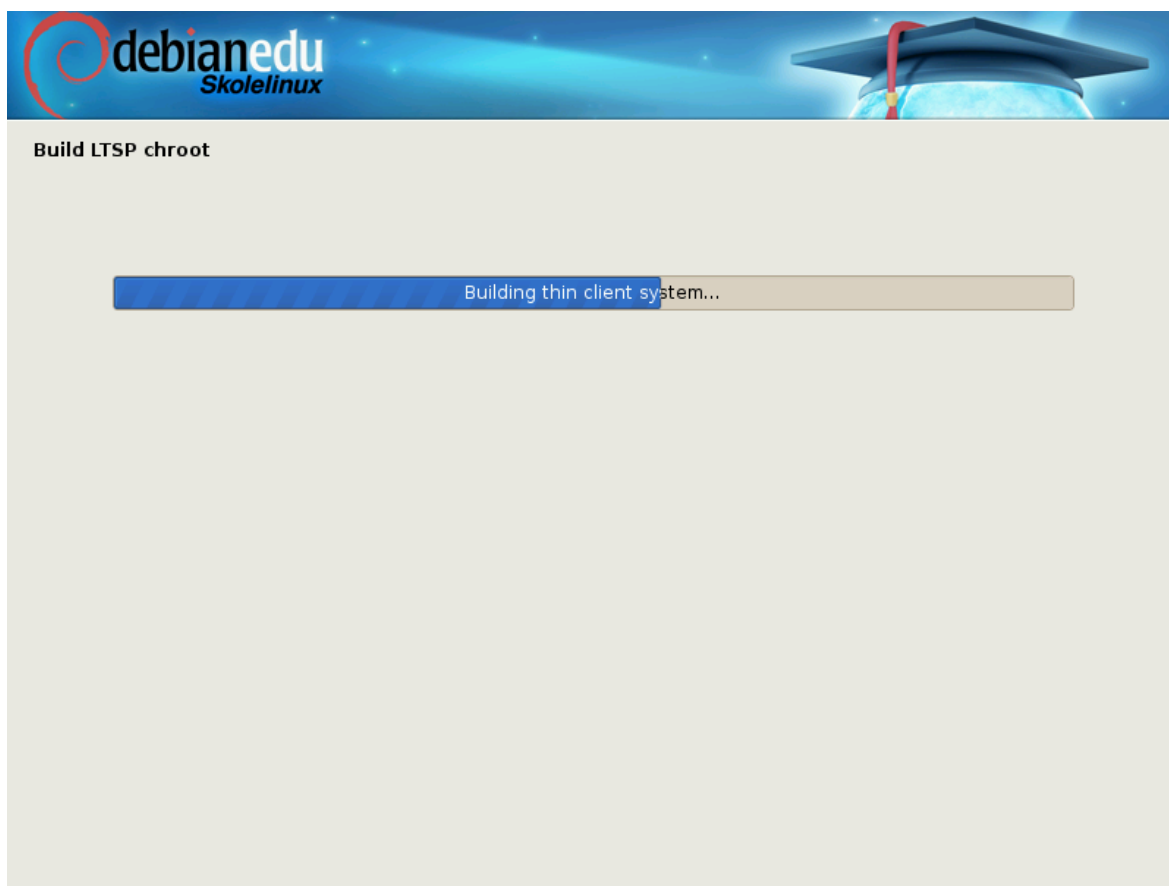 debianedu
Skolelinux
Build LTSP chroot
Building thin client system...